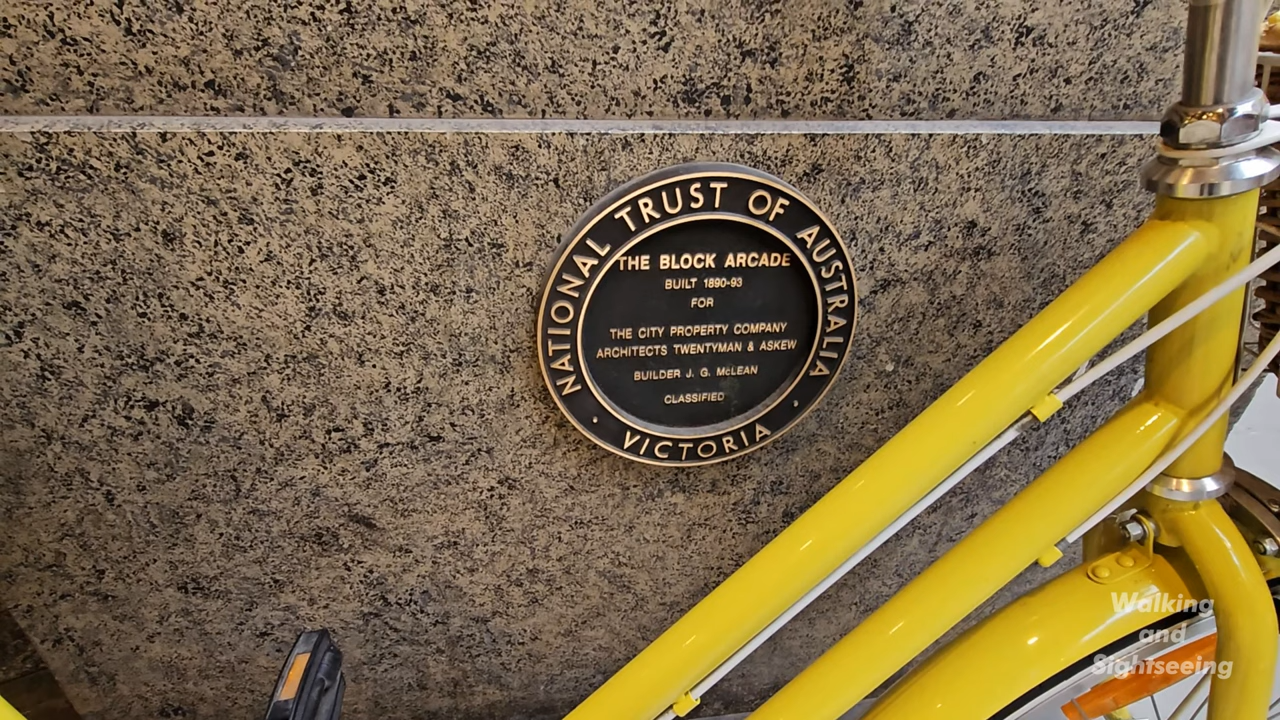 NATIONAL TRUST OF AUSTRALIA
THE BLOCK ARCADE
BUILT 1890-93
FOR
THE CITY PROPERTY COMPANY
ARCHITECTS TWENTYMAN & ASKEW
BUILDER J. G. McLEAN
CLASSIFIED
· VICTORIA ·
Walking
and
Sightseeing